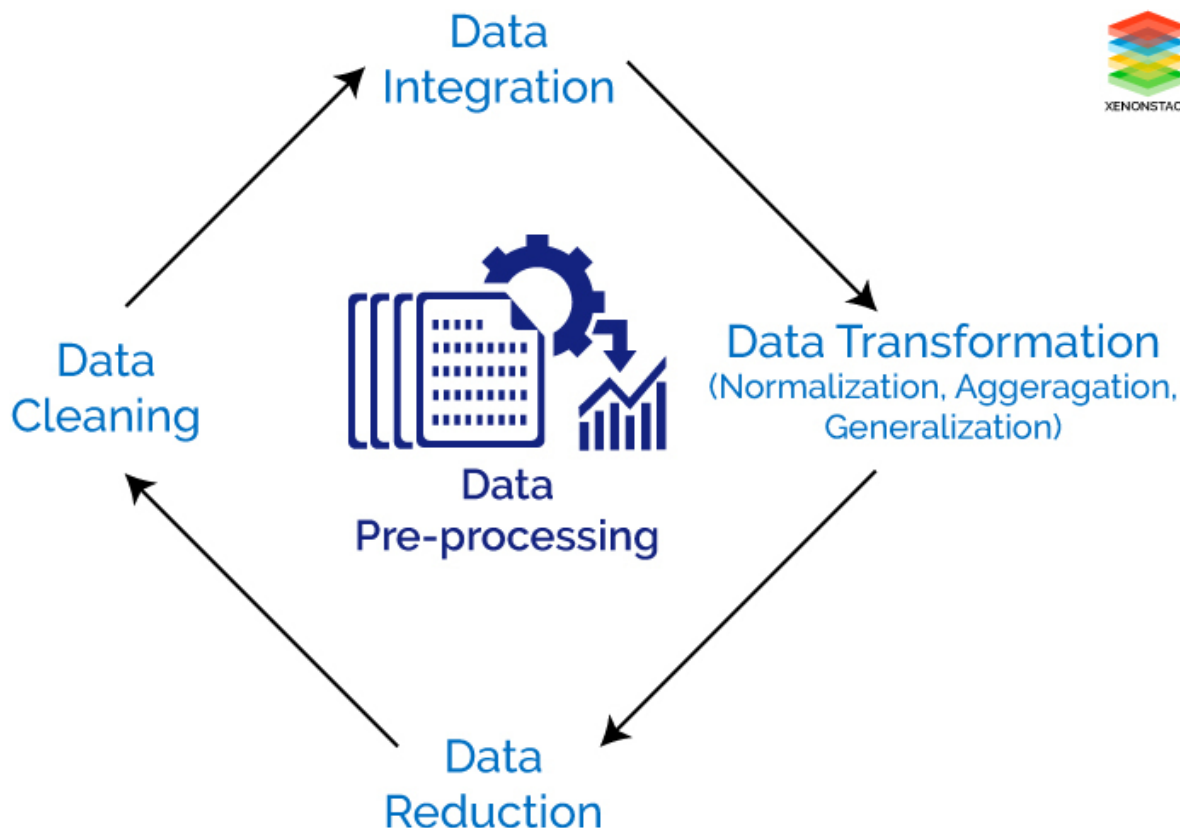 Data
Integration
XENONSTAC
Data
Cleaning
Data Transformation
(Normalization, Aggeragation,
Generalization)
Data
Pre-processing
Data
Reduction